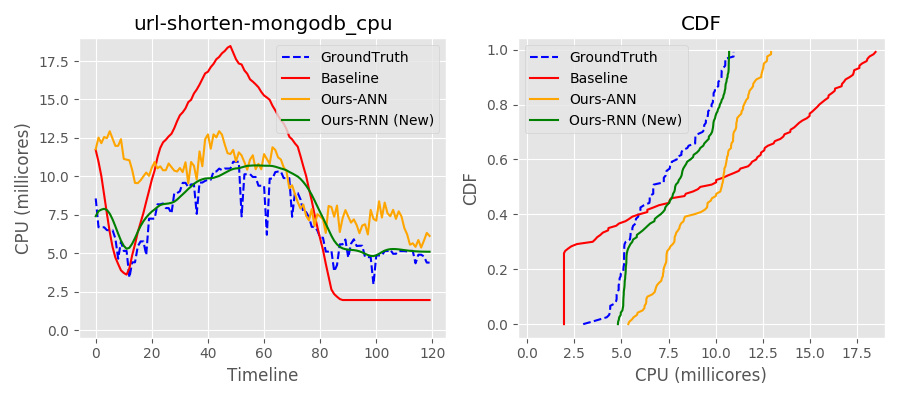 url-shorten-mongodb_cpu
CPU (millicores)
17.5
15.0
12.5
10.0
7.5
5.0
2.5
0.0
GroundTruth
Baseline
Ours-ANN
Ours-RNN (New)
0 20 40 60 80 100 120
Timeline
CDF
CDF
1.0
0.8
0.6
0.4
0.2
0.0
GroundTruth
Baseline
Ours-ANN
Ours-RNN (New)
0.0 2.5 5.0 7.5 10.0 12.5 15.0 17.5
CPU (millicores)